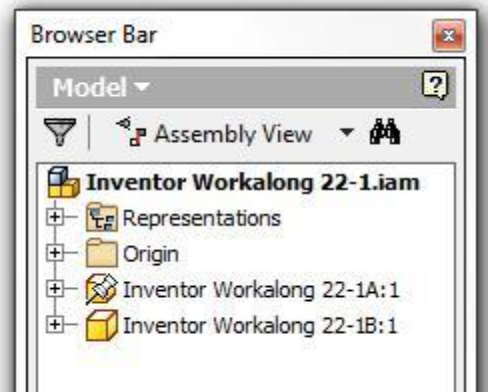 Browser Bar
Model
?
Assembly View
Inventor Workalong 22-1.iam
Representations
Origin
Inventor Workalong 22-1A:1
Inventor Workalong 22-1B:1